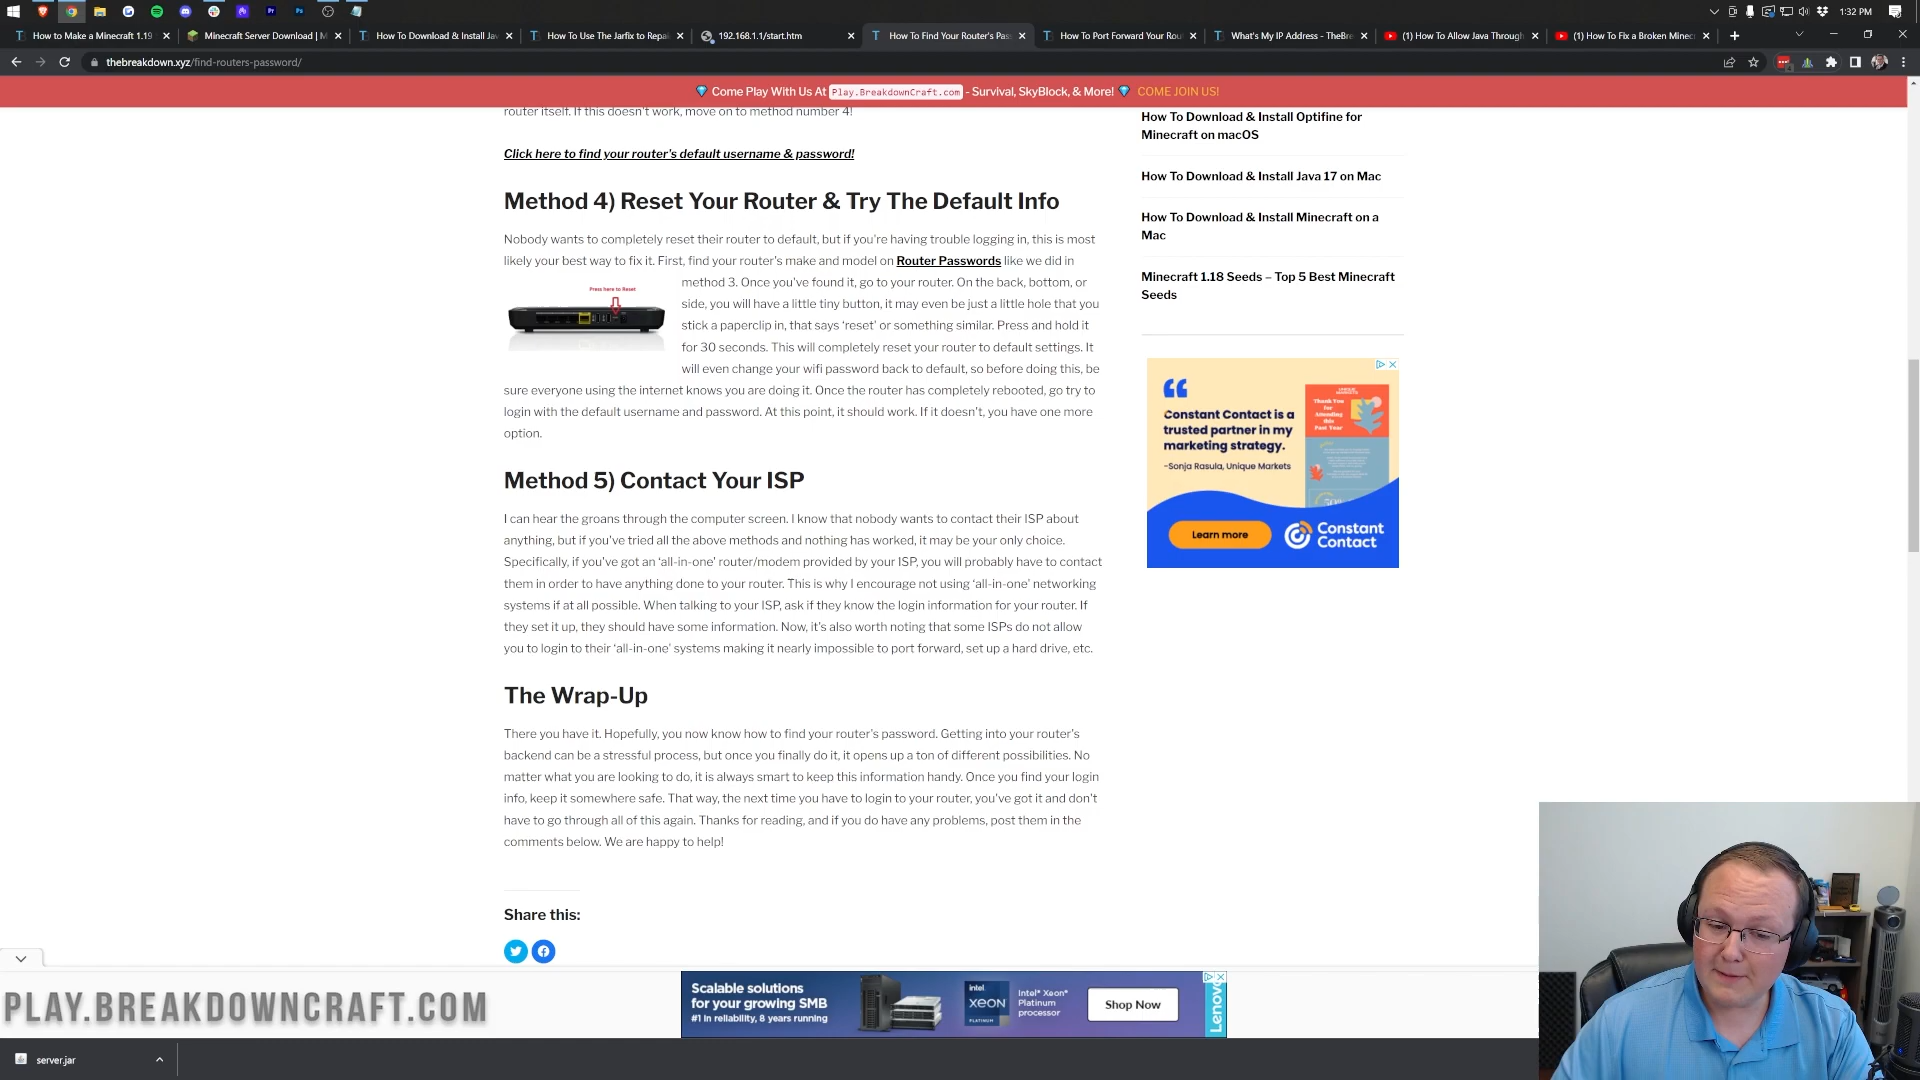 1:32 PM
How to Make a Minecraft 1.19
Minecraft Server Download | M
How To Download & Install Jav
How To Use The Jarfix to Repai
192.168.1.1/start.htm
How To Find Your Router's Pas
How To Port Forward Your Rou
What's My IP Address - TheBre
(1) How To Allow Java Through
(1) How To Fix a Broken Minec
thebreakdown.xyz/find-routers-password/
Come Play With Us At Play.BreakdownCraft.com - Survival, SkyBlock, & More! COME JOIN US!
router itself. If this doesn't work, move on to method number 4!
Click here to find your router's default username & password!
Method 4) Reset Your Router & Try The Default Info
Nobody wants to completely reset their router to default, but if you're having trouble logging in, this is most
likely your best way to fix it. First, find your router's make and model on Router Passwords like we did in
method 3. Once you've found it, go to your router. On the back, bottom, or
side, you will have a little tiny button, it may even be just a little hole that you
stick a paperclip in, that says 'reset' or something similar. Press and hold it
for 30 seconds. This will completely reset your router to default settings. It
will even change your wifi password back to default, so before doing this, be
sure everyone using the internet knows you are doing it. Once the router has completely rebooted, go try to
login with the default username and password. At this point, it should work. If it doesn't, you have one more
option.
Press here to Reset
Method 5) Contact Your ISP
I can hear the groans through the computer screen. I know that nobody wants to contact their ISP about
anything, but if you've tried all the above methods and nothing has worked, it may be your only choice.
Specifically, if you've got an 'all-in-one' router/modem provided by your ISP, you will probably have to contact
them in order to have anything done to your router. This is why I encourage not using 'all-in-one' networking
systems if at all possible. When talking to your ISP, ask if they know the login information for your router. If
they set it up, they should have some information. Now, it's also worth noting that some ISPs do not allow
you to login to their 'all-in-one' systems making it nearly impossible to port forward, set up a hard drive, etc.
The Wrap-Up
There you have it. Hopefully, you now know how to find your router's password. Getting into your router's
backend can be a stressful process, but once you finally do it, it opens up a ton of different possibilities. No
matter what you are looking to do, it is always smart to keep this information handy. Once you find your login
info, keep it somewhere safe. That way, the next time you have to login to your router, you've got it and don't
have to go through all of this again. Thanks for reading, and if you do have any problems, post them in the
comments below. We are happy to help!
Share this:
How To Download & Install Optifine for
Minecraft on macOS
How To Download & Install Java 17 on Mac
How To Download & Install Minecraft on a
Mac
Minecraft 1.18 Seeds – Top 5 Best Minecraft
Seeds
Constant Contact is a
trusted partner in my
marketing strategy.
-Sonja Rasula, Unique Markets
Thank You
for
Attending
this
Past Year
Learn more
Constant
Contact
PLAY.BREAKDOWNCRAFT.COM
Scalable solutions
for your growing SMB
#1 in reliability, 8 years running
intel
XEON
PLATINUM
Intel® Xeon®
Platinum
processor
Shop Now
Lenovo
server.jar